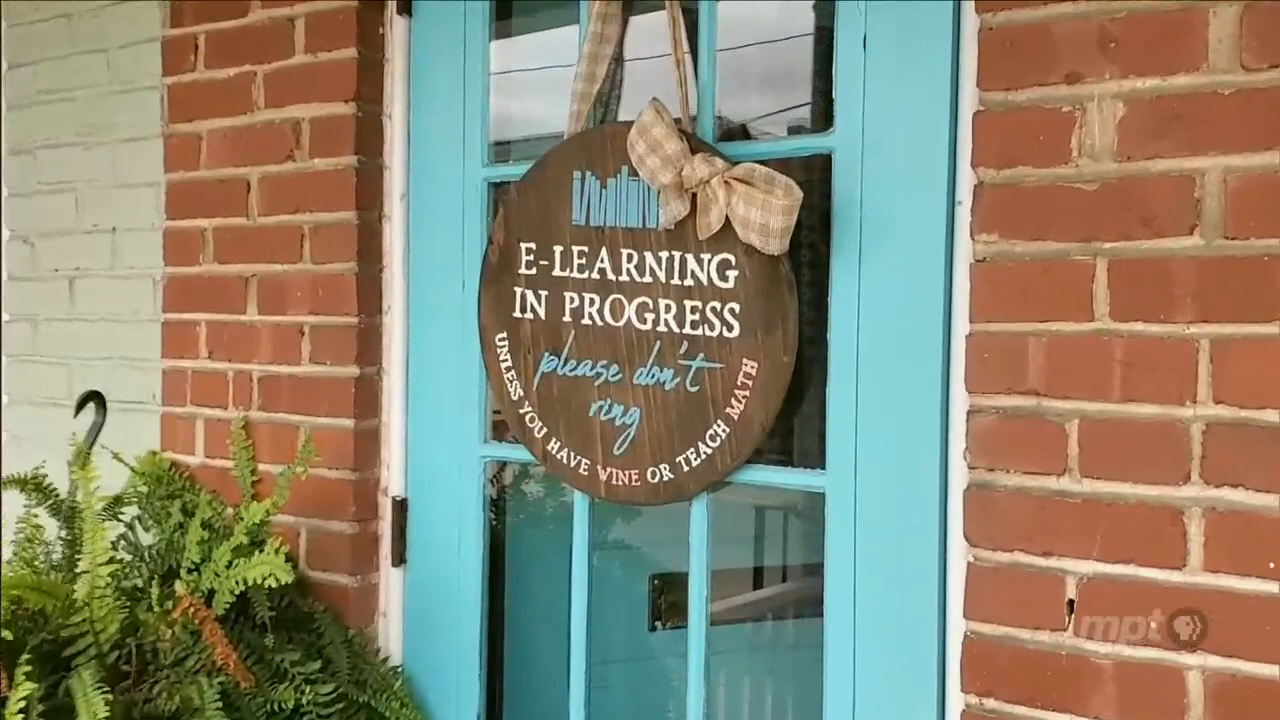 E-LEARNING
IN PROGRESS
please don't
ring
UNLESS YOU HAVE WINE OR TEACH MATH
mpt